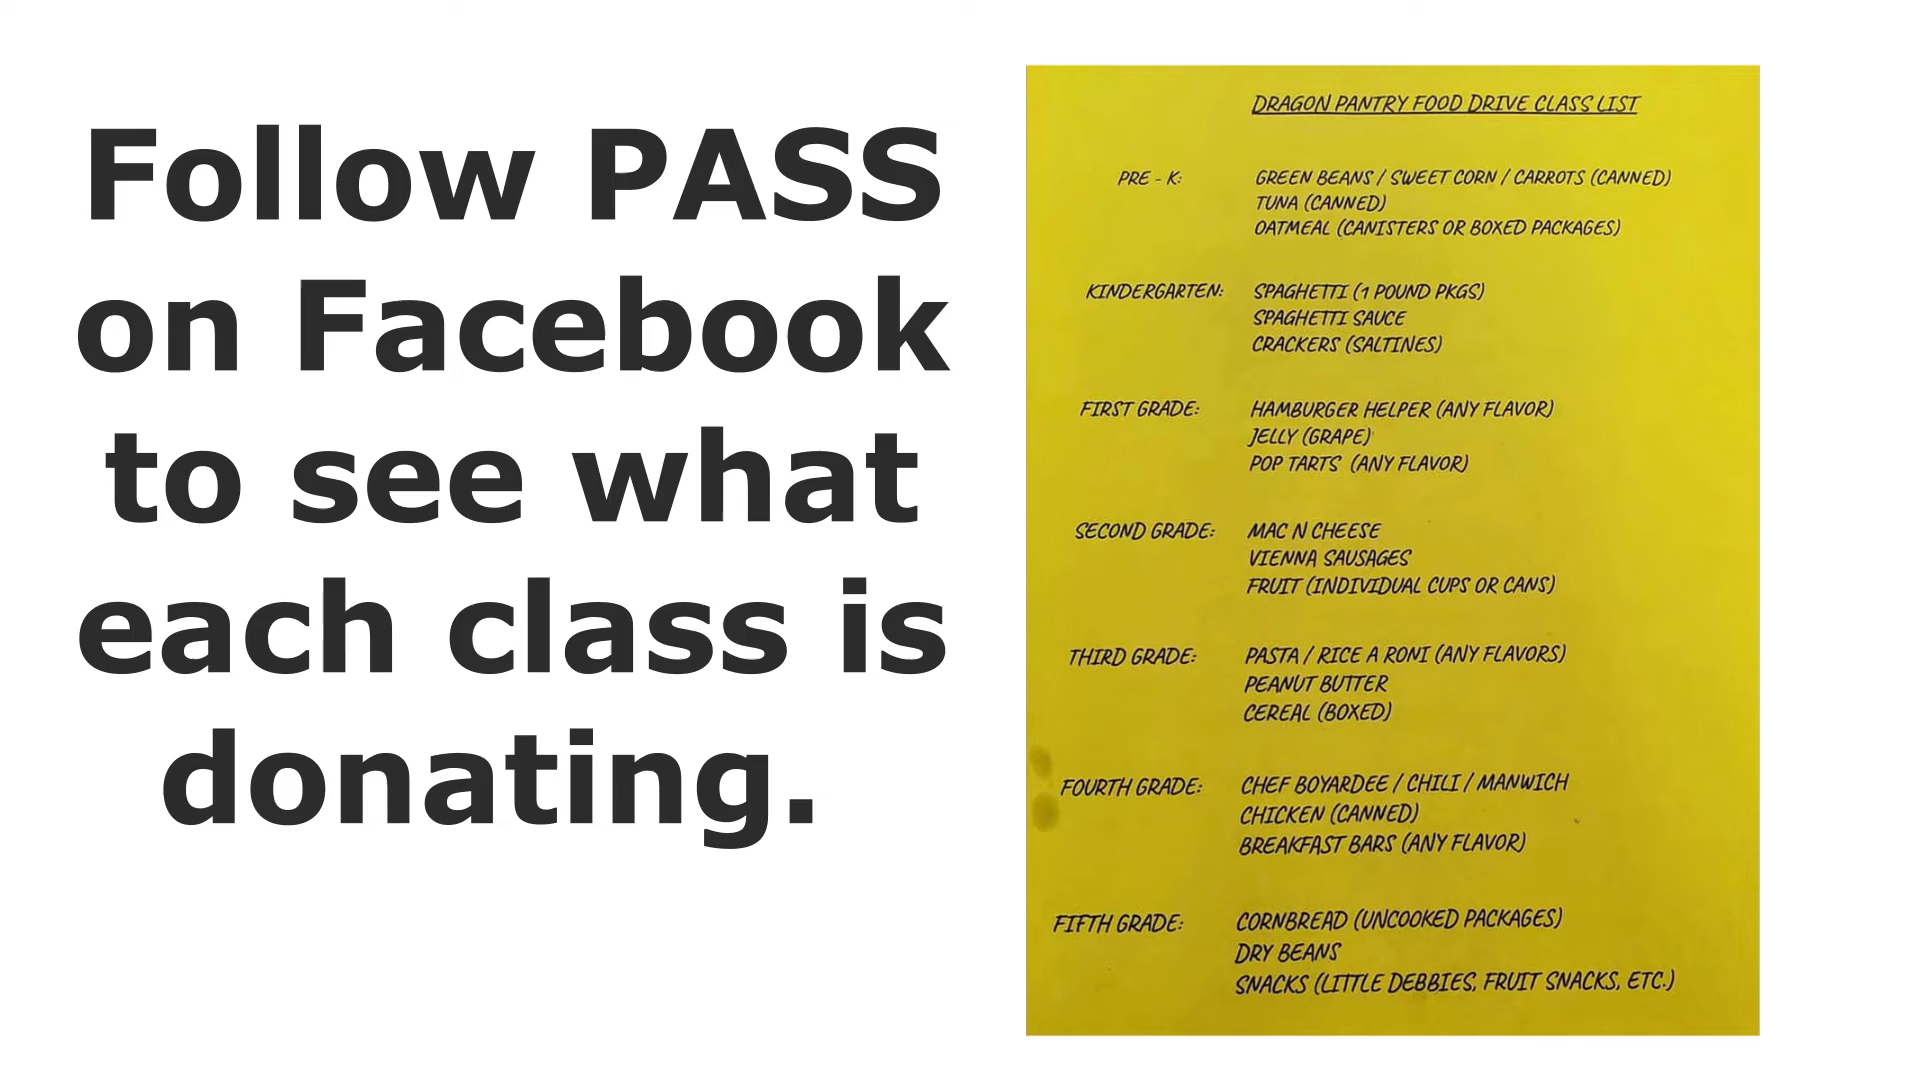 Follow PASS
on Facebook
to see what
each class is
donating.
DRAGON PANTRY FOOD DRIVE CLASS LIST
PRE - K: GREEN BEANS / SWEET CORN / CARROTS (CANNED)
TUNA (CANNED)
OATMEAL (CANISTERS OR BOXED PACKAGES)
KINDERGARTEN: SPAGHETTI (1 POUND PKGS)
SPAGHETTI SAUCE
CRACKERS (SALTINES)
FIRST GRADE: HAMBURGER HELPER (ANY FLAVOR)
JELLY (GRAPE)
POP TARTS (ANY FLAVOR)
SECOND GRADE: MAC N CHEESE
VIENNA SAUSAGES
FRUIT (INDIVIDUAL CUPS OR CANS)
THIRD GRADE: PASTA / RICE A RONI (ANY FLAVORS)
PEANUT BUTTER
CEREAL (BOXED)
FOURTH GRADE: CHEF BOYARDEE / CHILI / MANWICH
CHICKEN (CANNED)
BREAKFAST BARS (ANY FLAVOR)
FIFTH GRADE: CORNBREAD (UNCOOKED PACKAGES)
DRY BEANS
SNACKS (LITTLE DEBBIES, FRUIT SNACKS, ETC.)